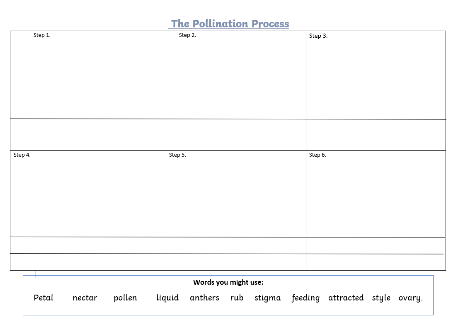 The Pollination Process
Step 1. Step 2. Step 3.
Step 4. Step 5. Step 6.
Words you might use:
Petal nectar pollen liquid anthers rub stigma feeding attracted style ovary.